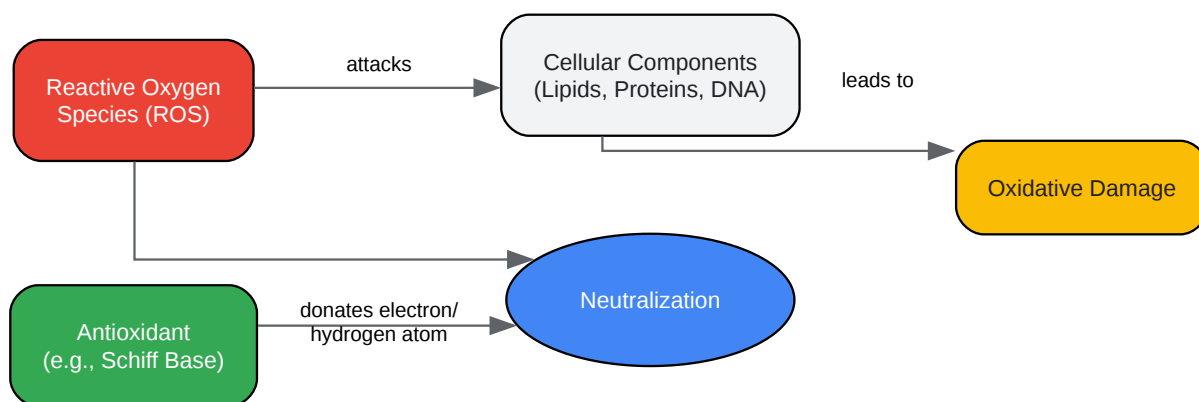 Reactive Oxygen
Species (ROS)
attacks
Cellular Components
(Lipids, Proteins, DNA)
leads to
Oxidative Damage
Neutralization
Antioxidant
(e.g., Schiff Base)
donates electron/
hydrogen atom